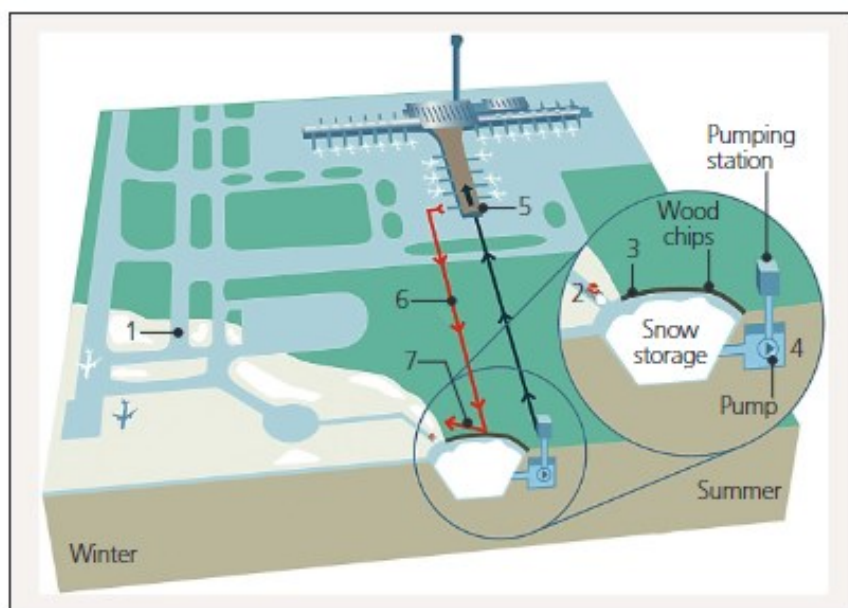 Pumping
station
5
Wood
chips
3
2
6
1
Snow
storage
4
7
Pump
Summer
Winter